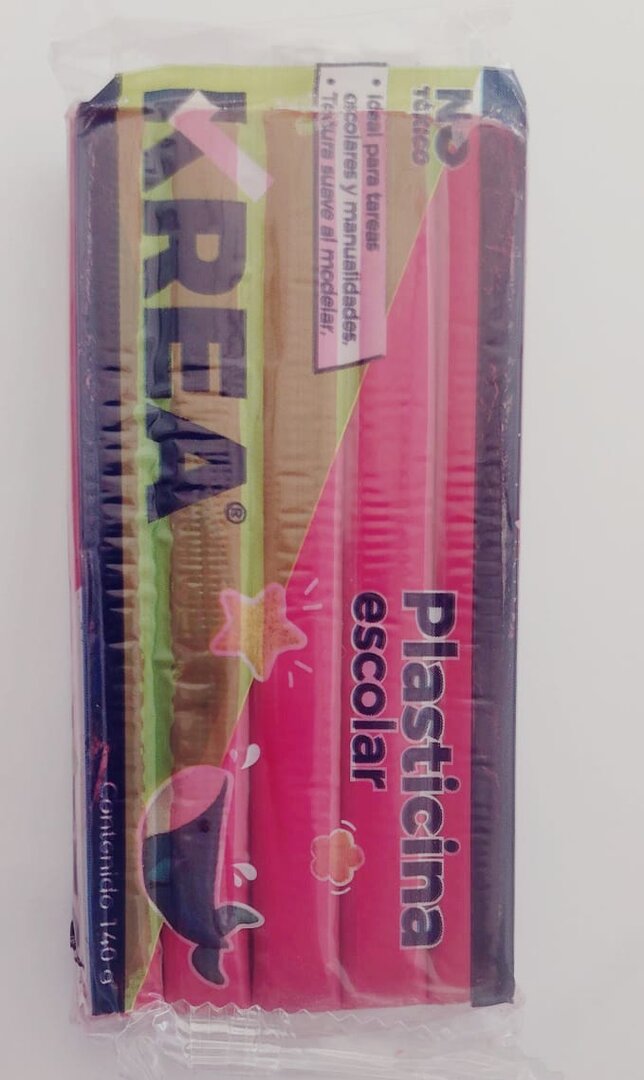 NO
TÓXICO
• Ideal para tareas
escolares y manualidades.
• Textura suave al modelar.
KREA®
Plasticina
escolar
Contenido 140 g